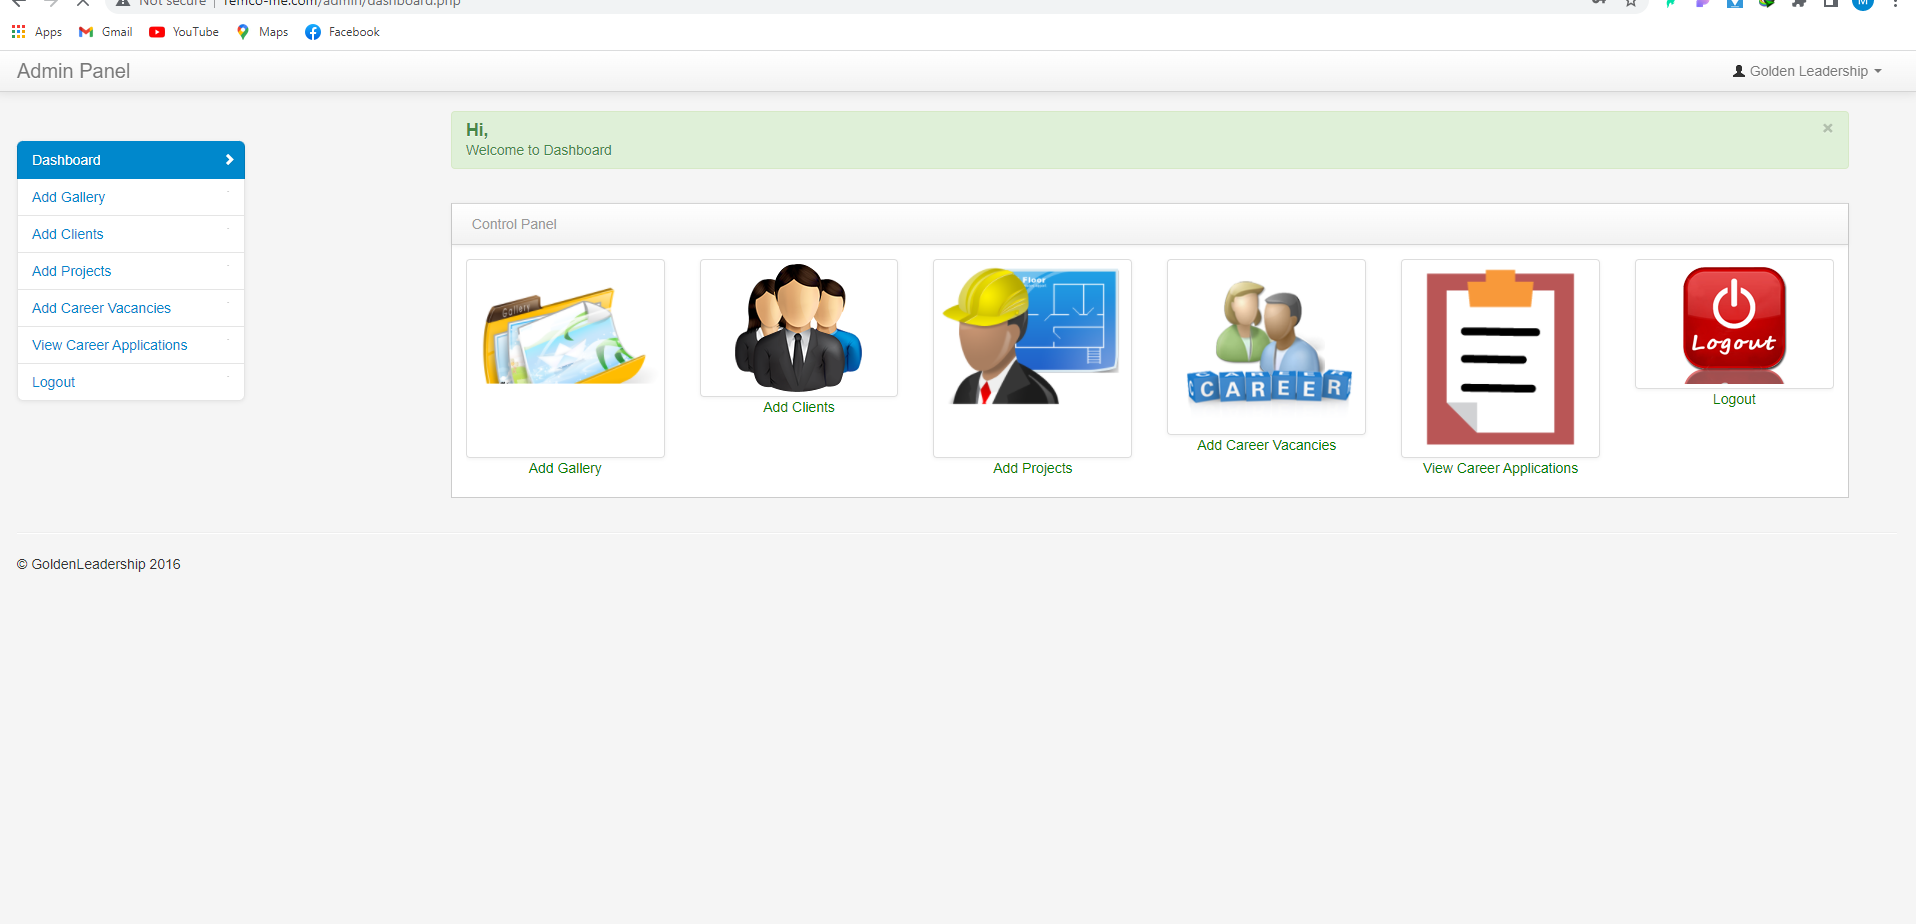 Not secure | remco-me.com/admin/dashboard.php
Apps Gmail YouTube Maps Facebook
M
Admin Panel
Golden Leadership
Hi,
Welcome to Dashboard
×
Dashboard
Add Gallery
Add Clients
Add Projects
Add Career Vacancies
View Career Applications
Logout
Control Panel
Gallery
Floor
CAREER
Logout
Add Gallery
Add Clients
Add Projects
Add Career Vacancies
View Career Applications
Logout
© GoldenLeadership 2016